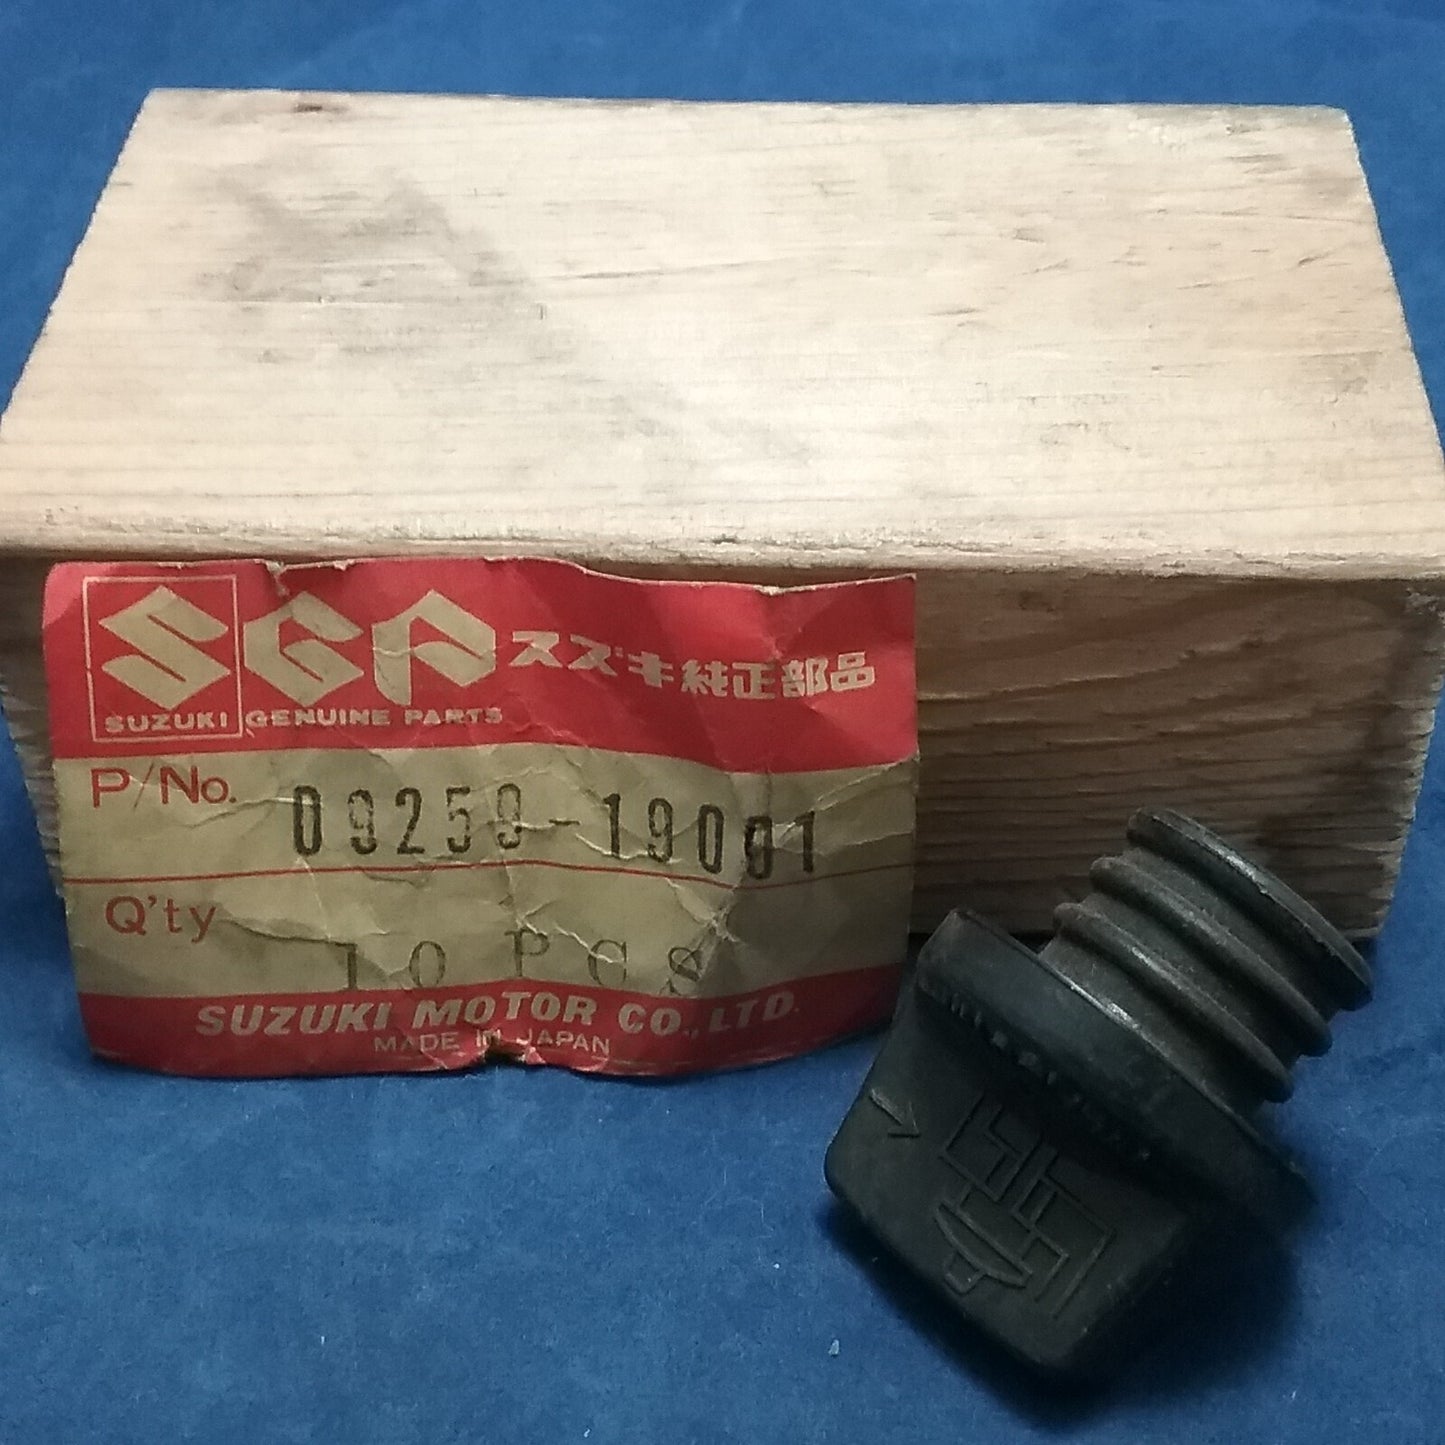 SGP スズキ純正部品
SUZUKI GENUINE PARTS
P/No. 09259-19001
Q'ty 10 PCS
SUZUKI MOTOR CO., LTD.
MADE IN JAPAN